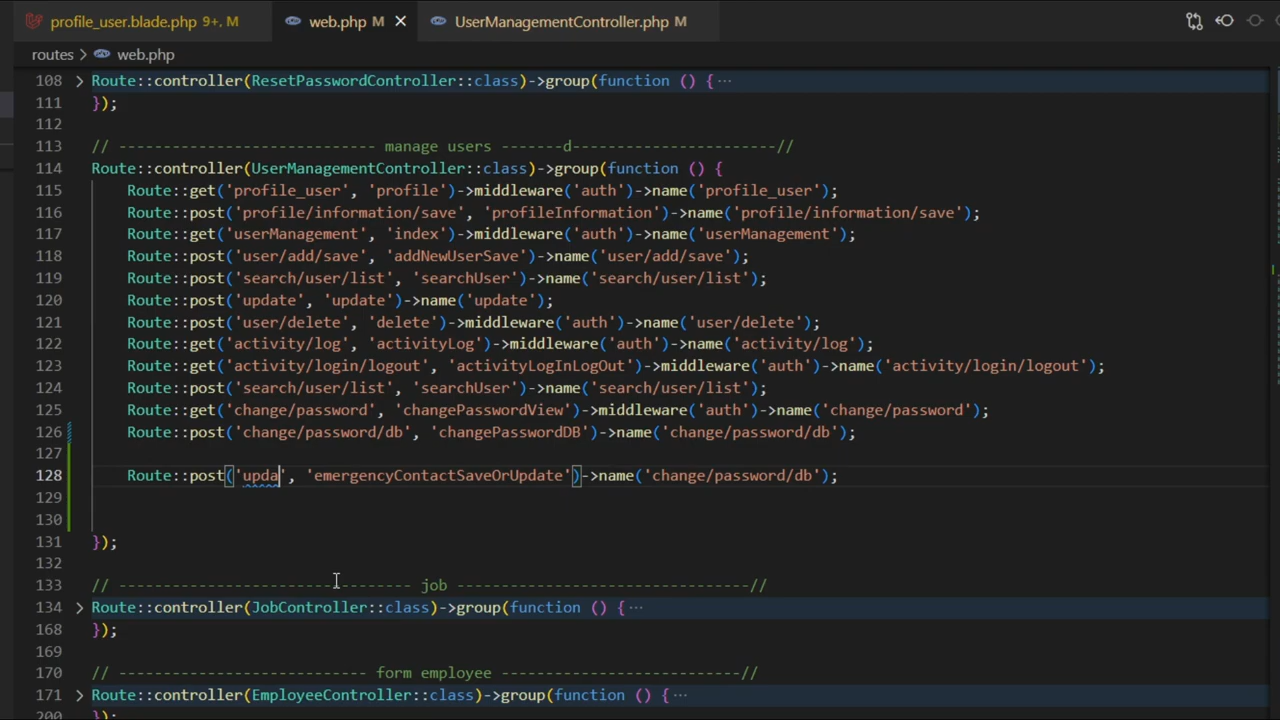 profile_user.blade.php 9+, M web.php M UserManagementController.php M
routes > web.php
108 Route::controller(ResetPasswordController::class)->group(function () { ⋯
111 });
112
113 // -------------------------- manage users -------d----------------------//
114 Route::controller(UserManagementController::class)->group(function () {
115 Route::get('profile_user', 'profile')->middleware('auth')->name('profile_user');
116 Route::post('profile/information/save', 'profileInformation')->name('profile/information/save');
117 Route::get('userManagement', 'index')->middleware('auth')->name('userManagement');
118 Route::post('user/add/save', 'addNewUserSave')->name('user/add/save');
119 Route::post('search/user/list', 'searchUser')->name('search/user/list');
120 Route::post('update', 'update')->name('update');
121 Route::post('user/delete', 'delete')->middleware('auth')->name('user/delete');
122 Route::get('activity/log', 'activityLog')->middleware('auth')->name('activity/log');
123 Route::get('activity/login/logout', 'activityLogInLogOut')->middleware('auth')->name('activity/login/logout');
124 Route::post('search/user/list', 'searchUser')->name('search/user/list');
125 Route::get('change/password', 'changePasswordView')->middleware('auth')->name('change/password');
126 Route::post('change/password/db', 'changePasswordDB')->name('change/password/db');
127
128 Route::post('upda', 'emergencyContactSaveOrUpdate')->name('change/password/db');
129
130
131 });
132
133 // --------------------------------- job ---------------------------------//
134 Route::controller(JobController::class)->group(function () { ⋯
168 });
169
170 // ---------------------------- form employee ---------------------------//
171 Route::controller(EmployeeController::class)->group(function () { ⋯
200 });